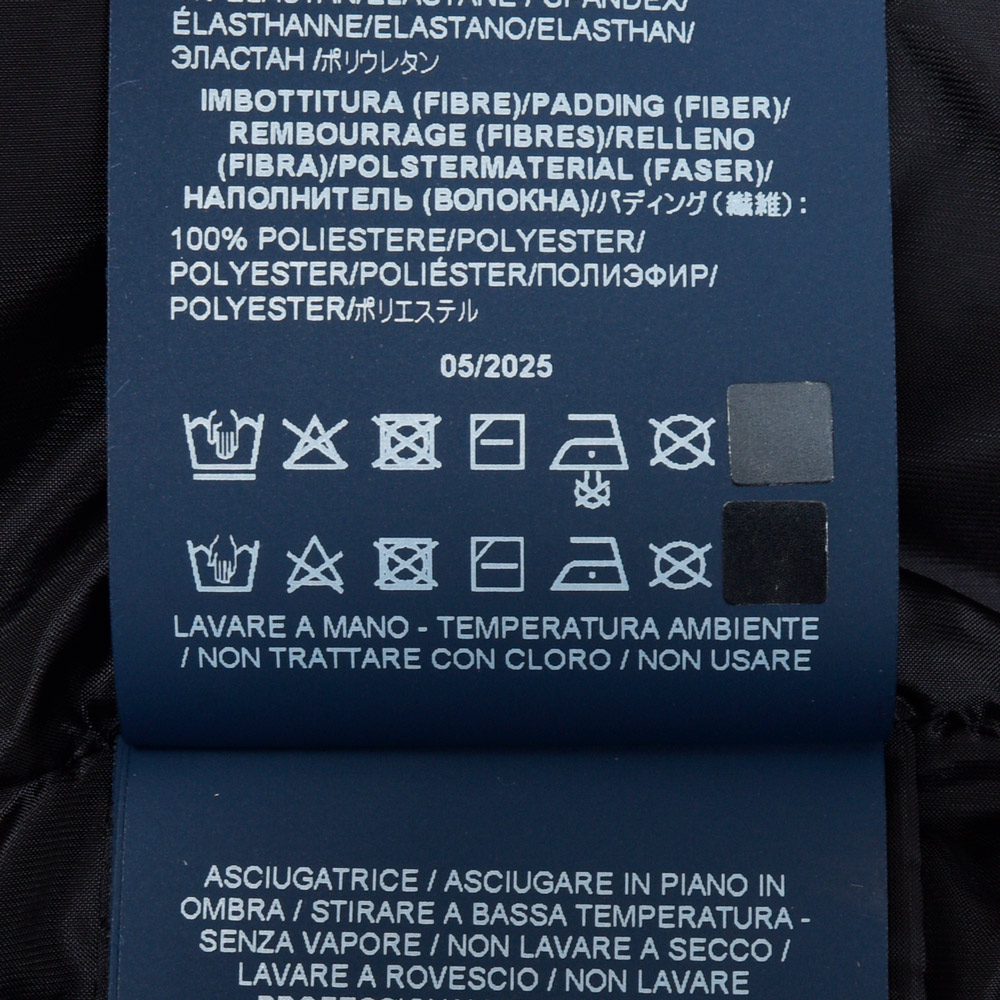 ELASTAN/ELASTANE / SPANDEX/
ÉLASTHANNE/ELASTANO/ELASTHAN/
ЭЛАСТАН /ポリウレタン
IMBOTTITURA (FIBRE)/PADDING (FIBER)/
REMBOURRAGE (FIBRES)/RELLENO
(FIBRA)/POLSTERMATERIAL (FASER)/
НАПОЛНИТЕЛЬ (ВОЛОКНА)/パディング（繊維）:
100% POLIESTERE/POLYESTER/
POLYESTER/POLIÉSTER/ПОЛИЭФИР/
POLYESTER/ポリエステル
05/2025
LAVARE A MANO - TEMPERATURA AMBIENTE
/ NON TRATTARE CON CLORO / NON USARE
ASCIUGATRICE / ASCIUGARE IN PIANO IN
OMBRA / STIRARE A BASSA TEMPERATURA -
SENZA VAPORE / NON LAVARE A SECCO /
LAVARE A ROVESCIO / NON LAVARE